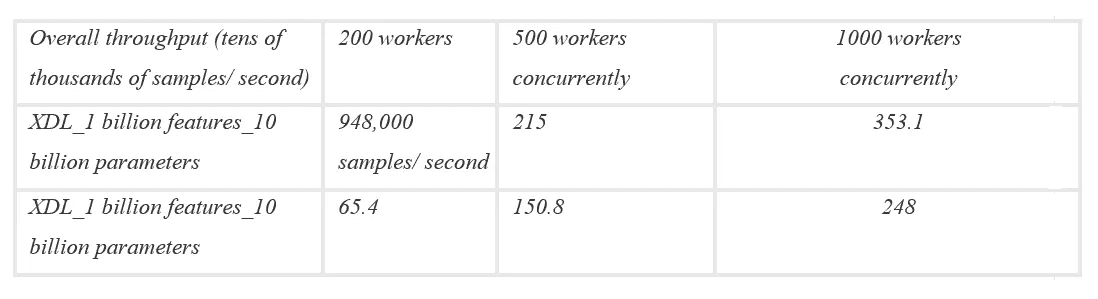 Overall throughput (tens of
thousands of samples/ second)
200 workers
500 workers
concurrently
1000 workers
concurrently
XDL_1 billion features_10
billion parameters
948,000
samples/ second
215
353.1
XDL_1 billion features_10
billion parameters
65.4
150.8
248